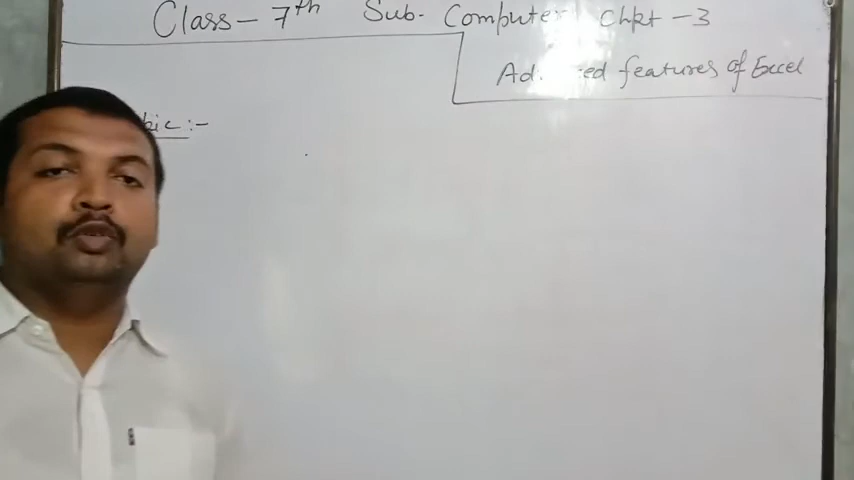 Class - 7th Sub. Computer Chpt - 3
features of Excel
:-